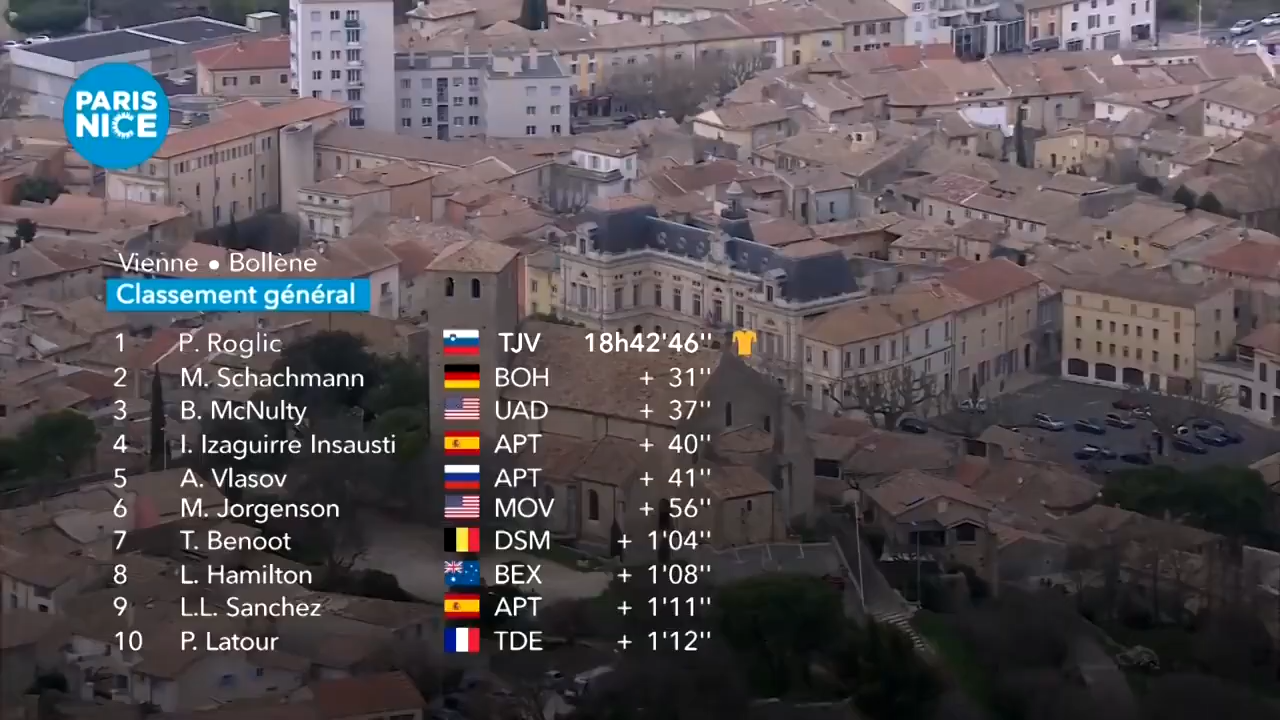 PARIS
NICE
Vienne • Bollène
Classement général
1 P. Roglic TJV 18h42'46''
2 M. Schachmann BOH + 31''
3 B. McNulty UAD + 37''
4 I. Izaguirre Insausti APT + 40''
5 A. Vlasov APT + 41''
6 M. Jorgenson MOV + 56''
7 T. Benoot DSM + 1'04''
8 L. Hamilton BEX + 1'08''
9 L.L. Sanchez APT + 1'11''
10 P. Latour TDE + 1'12''